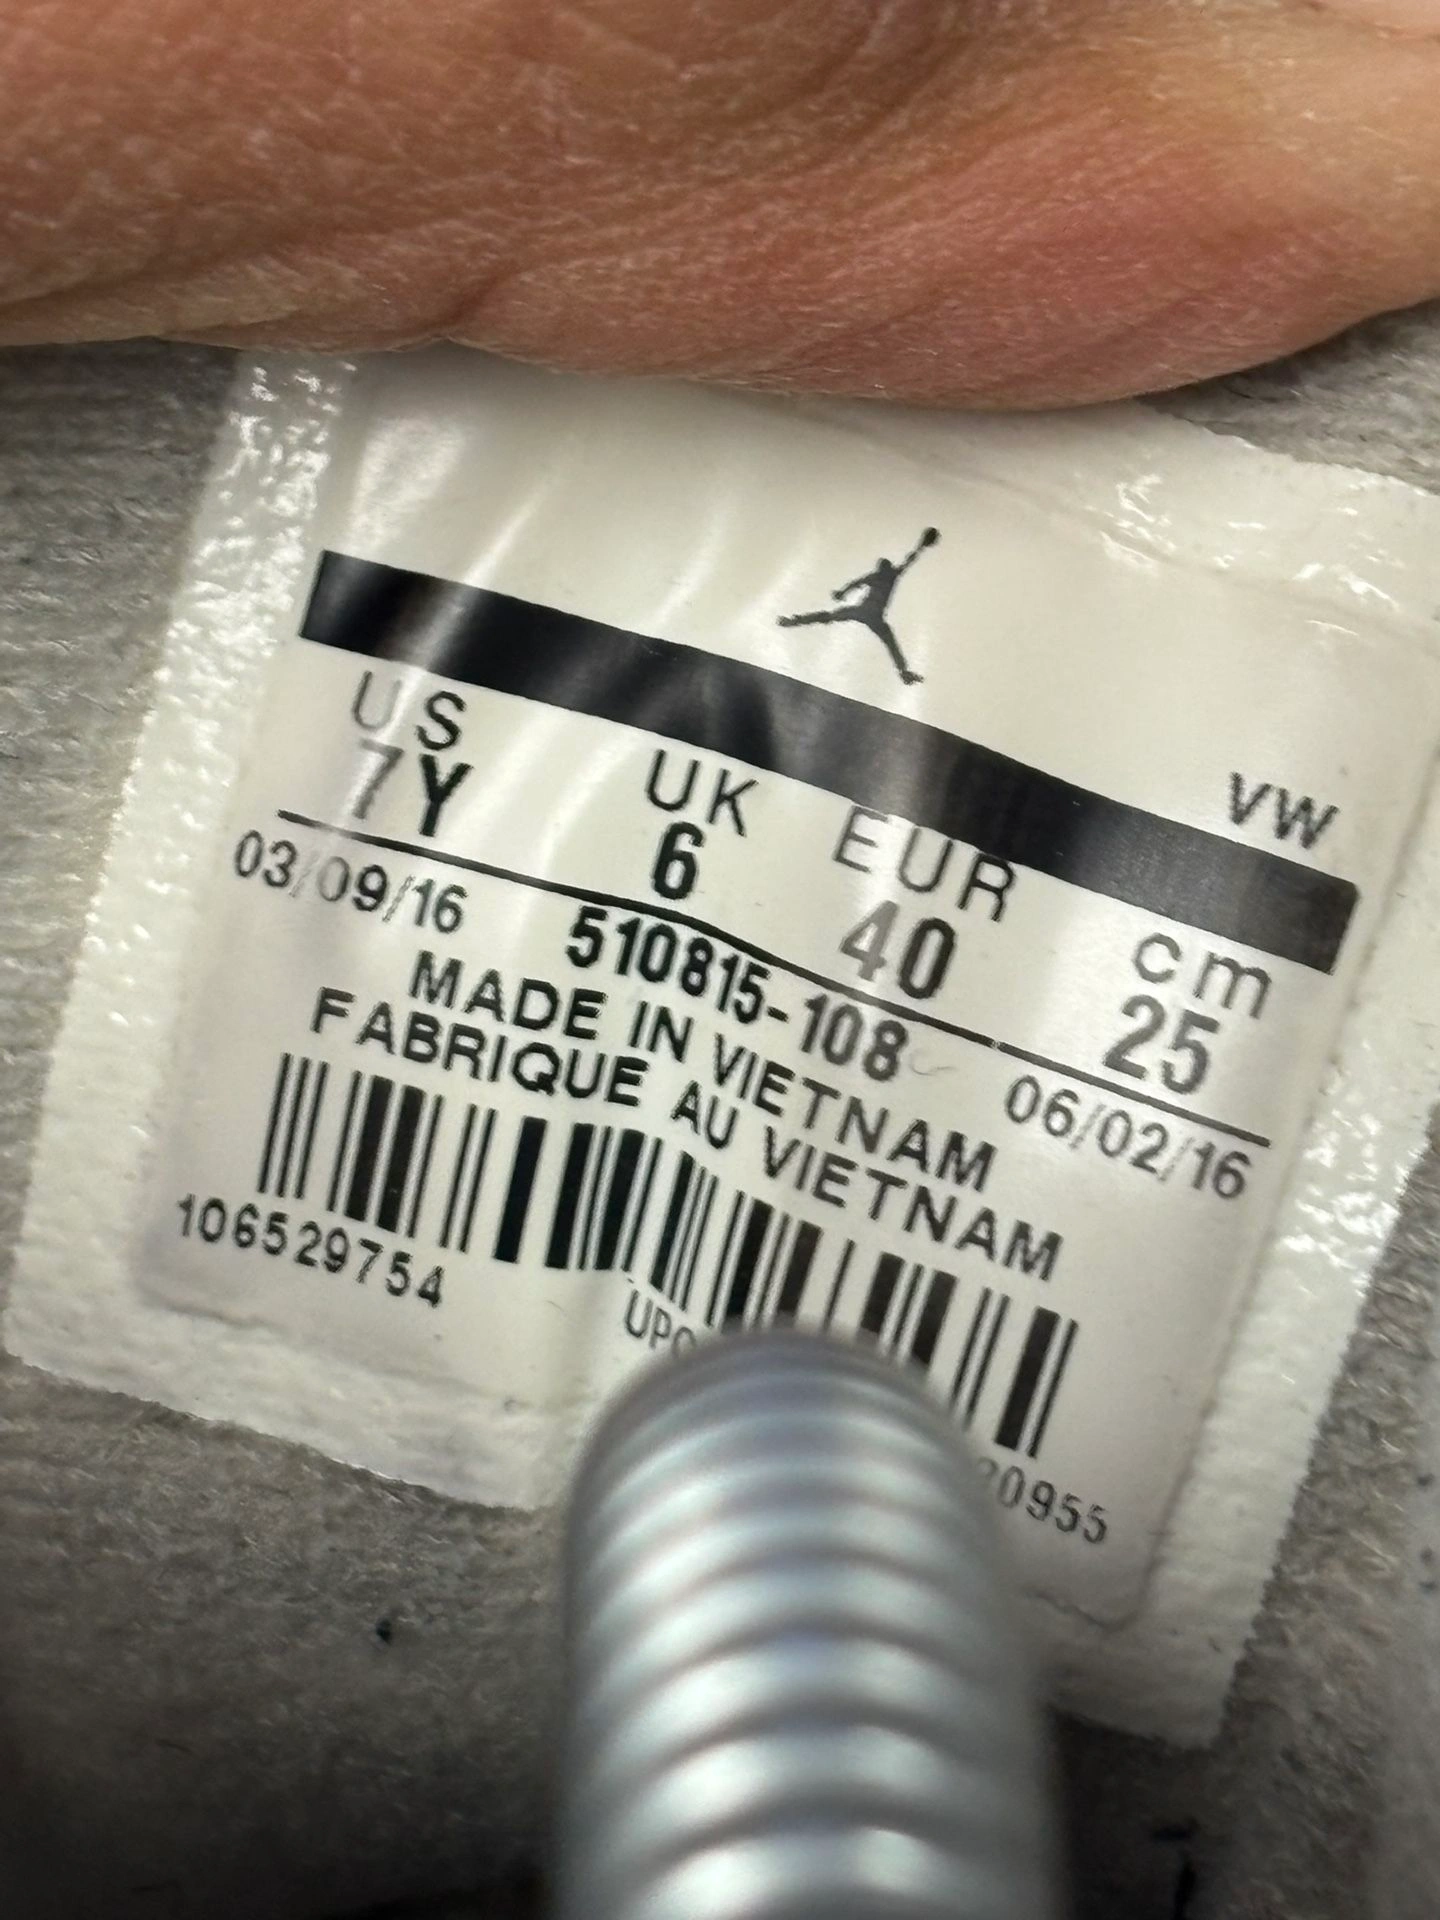 VW
US UK EUR cm
7Y 6 40 25
03/09/16 510815-108 06/02/16
MADE IN VIETNAM
FABRIQUE AU VIETNAM
106529754